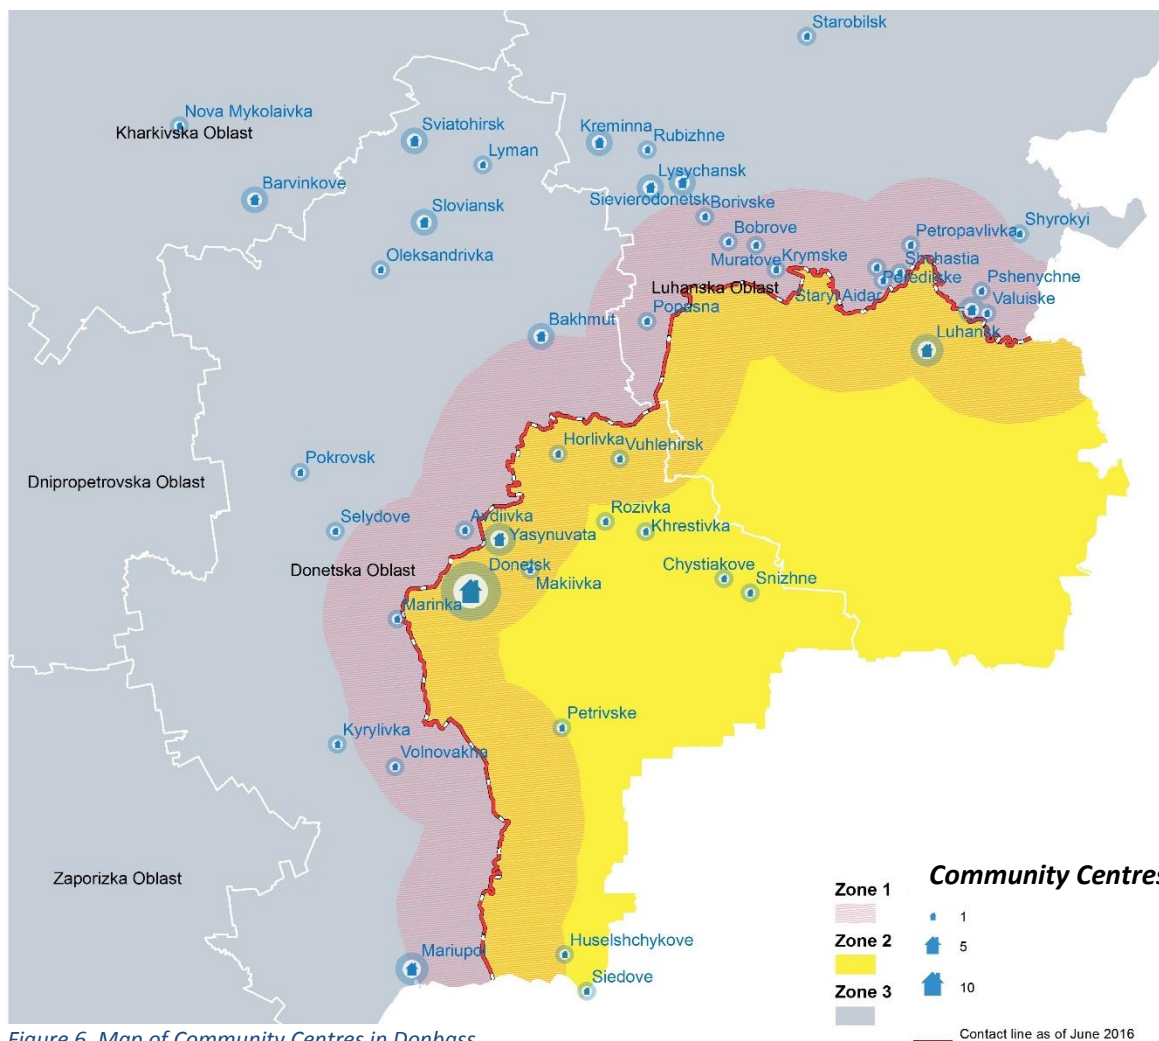 Starobilsk
Nova Mykolaivka
Kharkivska Oblast
Sviatohirsk
Kreminna
Rubizhne
Lyman
Lysychansk
Barvinkove
Sievierodonetsk
Borivske
Sloviansk
Bobrove
Petropavlivka
Shyrokyi
Oleksandrivka
Muratove
Krymske
Shchastia
Peredilske
Pshenychne
Luhanska Oblast
Staryi Aidar
Valuiske
Popasna
Bakhmut
Luhansk
Horlivka
Vuhlehirsk
Pokrovsk
Dnipropetrovska Oblast
Selydove
Avdiivka
Yasynuvata
Rozivka
Khrestivka
Donetska Oblast
Donetsk
Makiivka
Chystiakove
Snizhne
Marinka
Petrivske
Kyrylivka
Volnovakha
Zaporizka Oblast
Mariupol
Huselshchykove
Siedove
Community Centres
Zone 1
1
Zone 2
5
Zone 3
10
Contact line as of June 2016
Figure 6. Map of Community Centres in Donbass